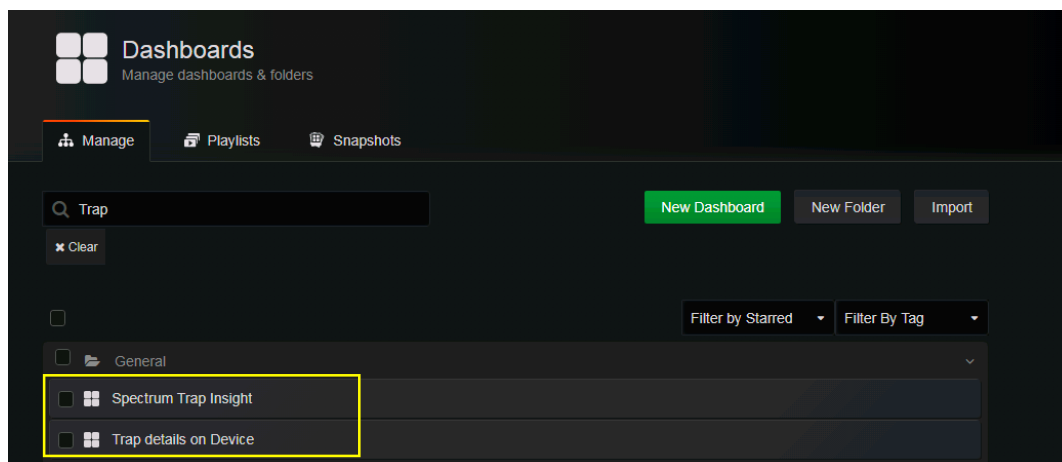 Dashboards
Manage dashboards & folders
Manage Playlists Snapshots
Trap New Dashboard New Folder Import
Clear
Filter by Starred Filter By Tag
General
Spectrum Trap Insight
Trap details on Device